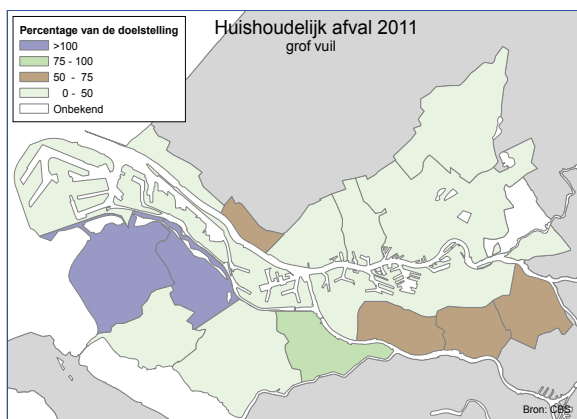 Huishoudelijk afval 2011
grof vuil
Percentage van de doelstelling
>100
75 - 100
50 - 75
0 - 50
Onbekend
Bron: CBS